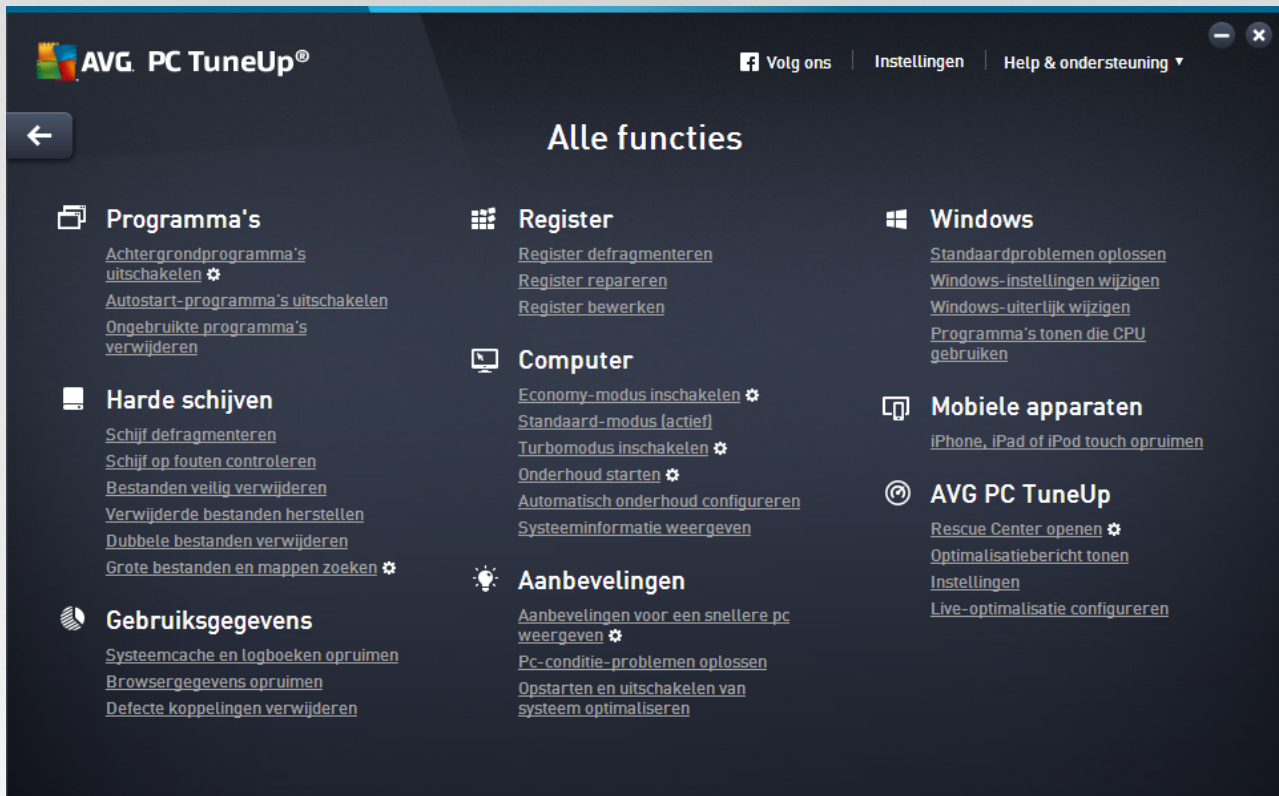 AVG. PC TuneUp®
Volg ons
Instellingen
Help & ondersteuning
Alle functies
Programma's
Achtergrondprogramma's
uitschakelen
Autostart-programma's uitschakelen
Ongebruikte programma's
verwijderen
Harde schijven
Schijf defragmenteren
Schijf op fouten controleren
Bestanden veilig verwijderen
Verwijderde bestanden herstellen
Dubbele bestanden verwijderen
Grote bestanden en mappen zoeken
Gebruiksgegevens
Systeemcache en logboeken opruimen
Browsergegevens opruimen
Defecte koppelingen verwijderen
Register
Register defragmenteren
Register repareren
Register bewerken
Computer
Economy-modus inschakelen
Standaard-modus (actief)
Turbomodus inschakelen
Onderhoud starten
Automatisch onderhoud configureren
Systeeminformatie weergeven
Aanbevelingen
Aanbevelingen voor een snellere pc
weergeven
Pc-conditie-problemen oplossen
Opstarten en uitschakelen van
systeem optimaliseren
Windows
Standaardproblemen oplossen
Windows-instellingen wijzigen
Windows-uiterlijk wijzigen
Programma's tonen die CPU
gebruiken
Mobiele apparaten
iPhone, iPad of iPod touch opruimen
AVG PC TuneUp
Rescue Center openen
Optimalisatiebericht tonen
Instellingen
Live-optimalisatie configureren